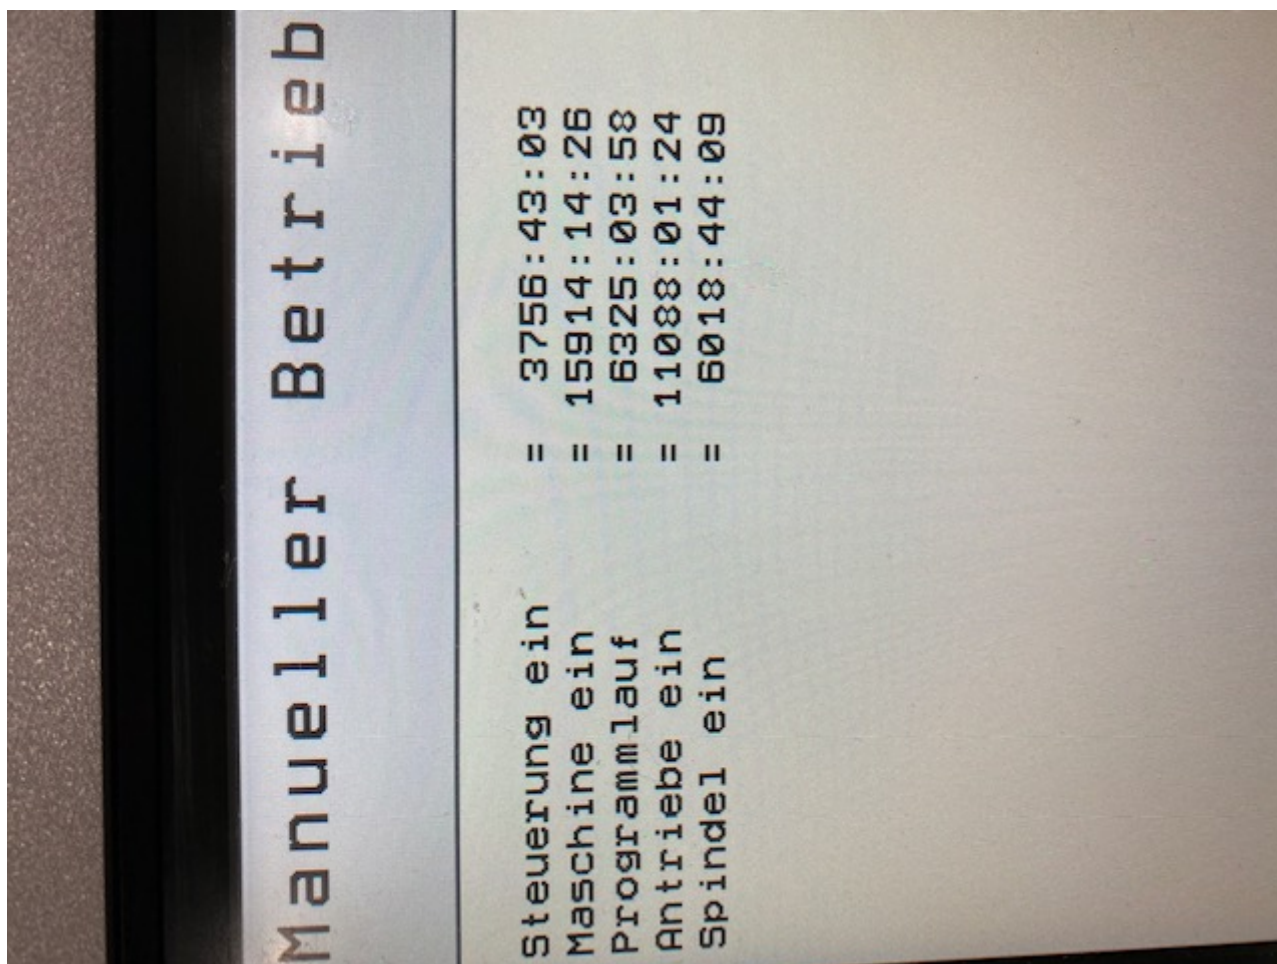 Manueller Betrieb
Steuerung ein = 3756:43:03
Maschine ein = 15914:14:26
Programmlauf = 6325:03:58
Antriebe ein = 11088:01:24
Spindel ein = 6018:44:09